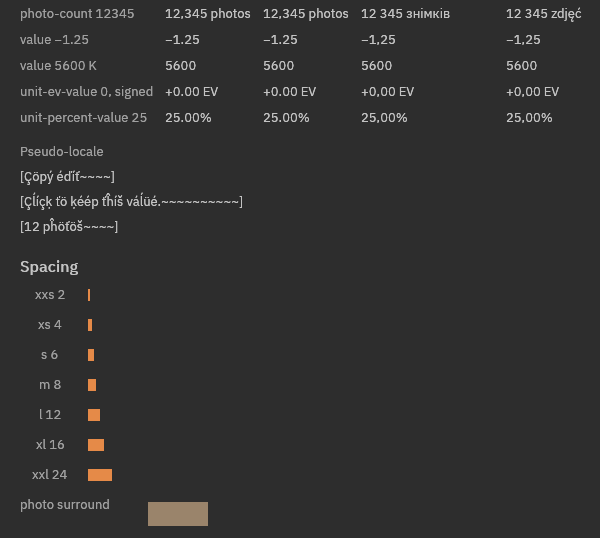 photo-count 12345 12,345 photos 12,345 photos 12 345 знімків 12 345 zdjęć
value −1.25 −1.25 −1.25 −1,25 −1,25
value 5600 K 5600 5600 5600 5600
unit-ev-value 0, signed +0.00 EV +0.00 EV +0,00 EV +0,00 EV
unit-percent-value 25 25.00% 25.00% 25,00% 25,00%
Pseudo-locale
[Çöpý éďíť~~~~]
[Çĺíçķ ťö ķéép ťĥíš váĺüé.~~~~~~~~~~]
[12 pĥöťöš~~~~]
Spacing
xxs 2
xs 4
s 6
m 8
l 12
xl 16
xxl 24
photo surround